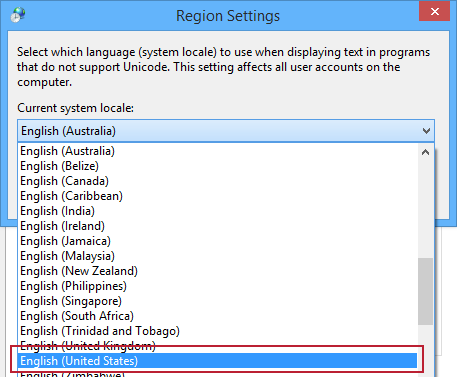 Region Settings
Select which language (system locale) to use when displaying text in programs
that do not support Unicode. This setting affects all user accounts on the
computer.
Current system locale:
English (Australia)
English (Australia)
English (Belize)
English (Canada)
English (Caribbean)
English (India)
English (Ireland)
English (Jamaica)
English (Malaysia)
English (New Zealand)
English (Philippines)
English (Singapore)
English (South Africa)
English (Trinidad and Tobago)
English (United Kingdom)
English (United States)
English (Zimbabwe)